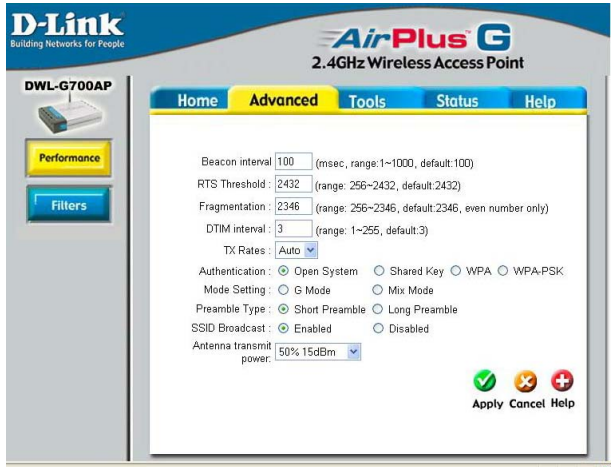 D-Link
Building Networks for People
AirPlus G
2.4GHz Wireless Access Point
DWL-G700AP
Home Advanced Tools Status Help
Performance
Filters
Beacon interval 100 (msec, range:1~1000, default:100)
RTS Threshold : 2432 (range: 256~2432, default:2432)
Fragmentation : 2346 (range: 256~2346, default:2346, even number only)
DTIM interval : 3 (range: 1~255, default:3)
TX Rates : Auto
Authentication : Open System Shared Key WPA WPA-PSK
Mode Setting : G Mode Mix Mode
Preamble Type : Short Preamble Long Preamble
SSID Broadcast : Enabled Disabled
Antenna transmit
power: 50% 15dBm
Apply Cancel Help